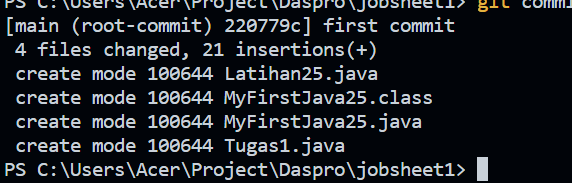 PS C:\Users\Acer\Project\Daspro\jobsheet1> git commi
[main (root-commit) 220779c] first commit
 4 files changed, 21 insertions(+)
 create mode 100644 Latihan25.java
 create mode 100644 MyFirstJava25.class
 create mode 100644 MyFirstJava25.java
 create mode 100644 Tugas1.java
PS C:\Users\Acer\Project\Daspro\jobsheet1>